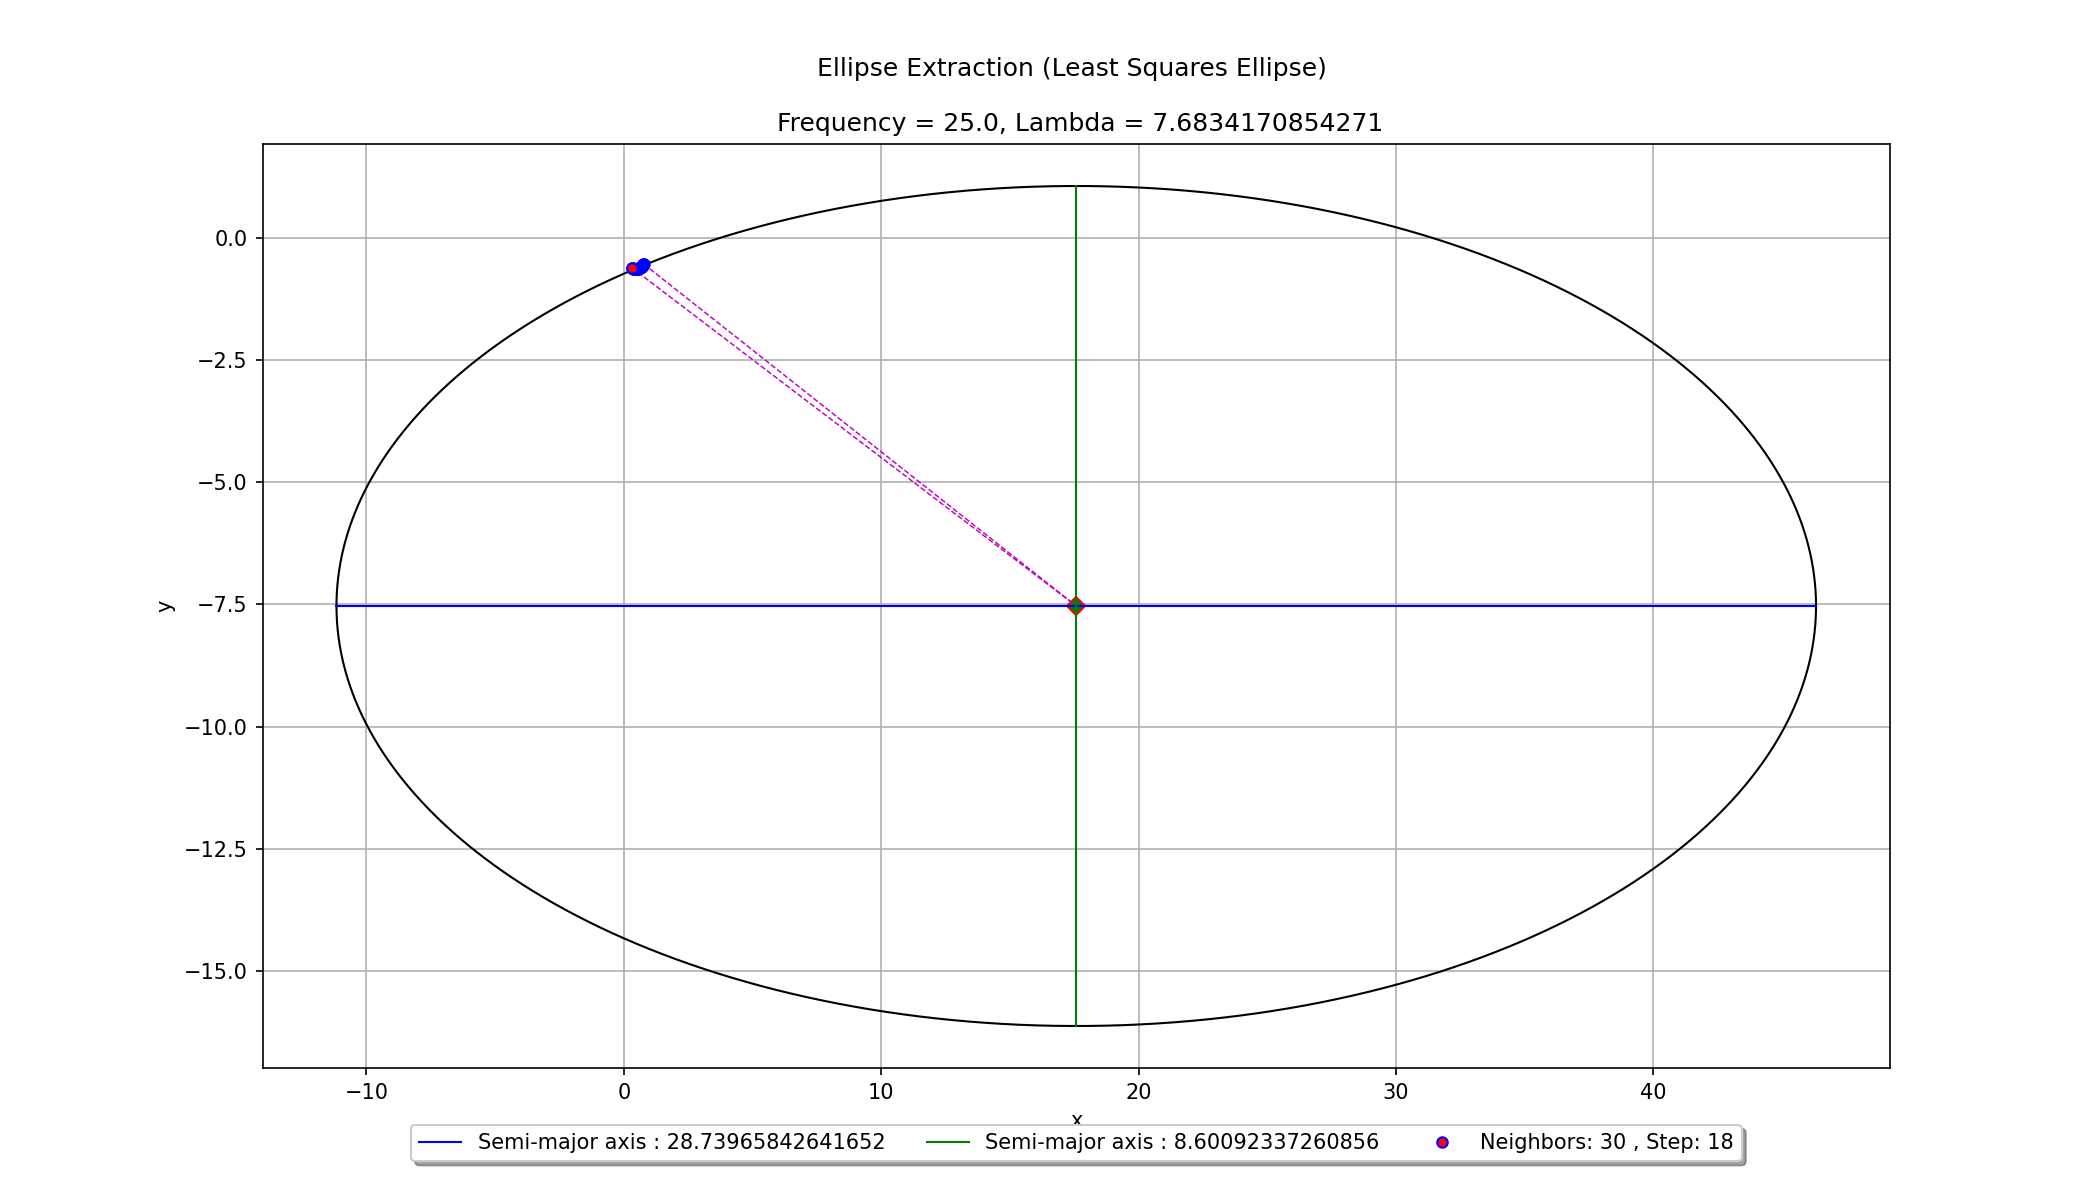 Ellipse Extraction (Least Squares Ellipse)
Frequency = 25.0, Lambda = 7.6834170854271
0.0
−2.5
−5.0
−7.5
−10.0
−12.5
−15.0
y
−10 0 10 20 30 40
x
Semi-major axis : 28.73965842641652 Semi-major axis : 8.60092337260856 Neighbors: 30 , Step: 18